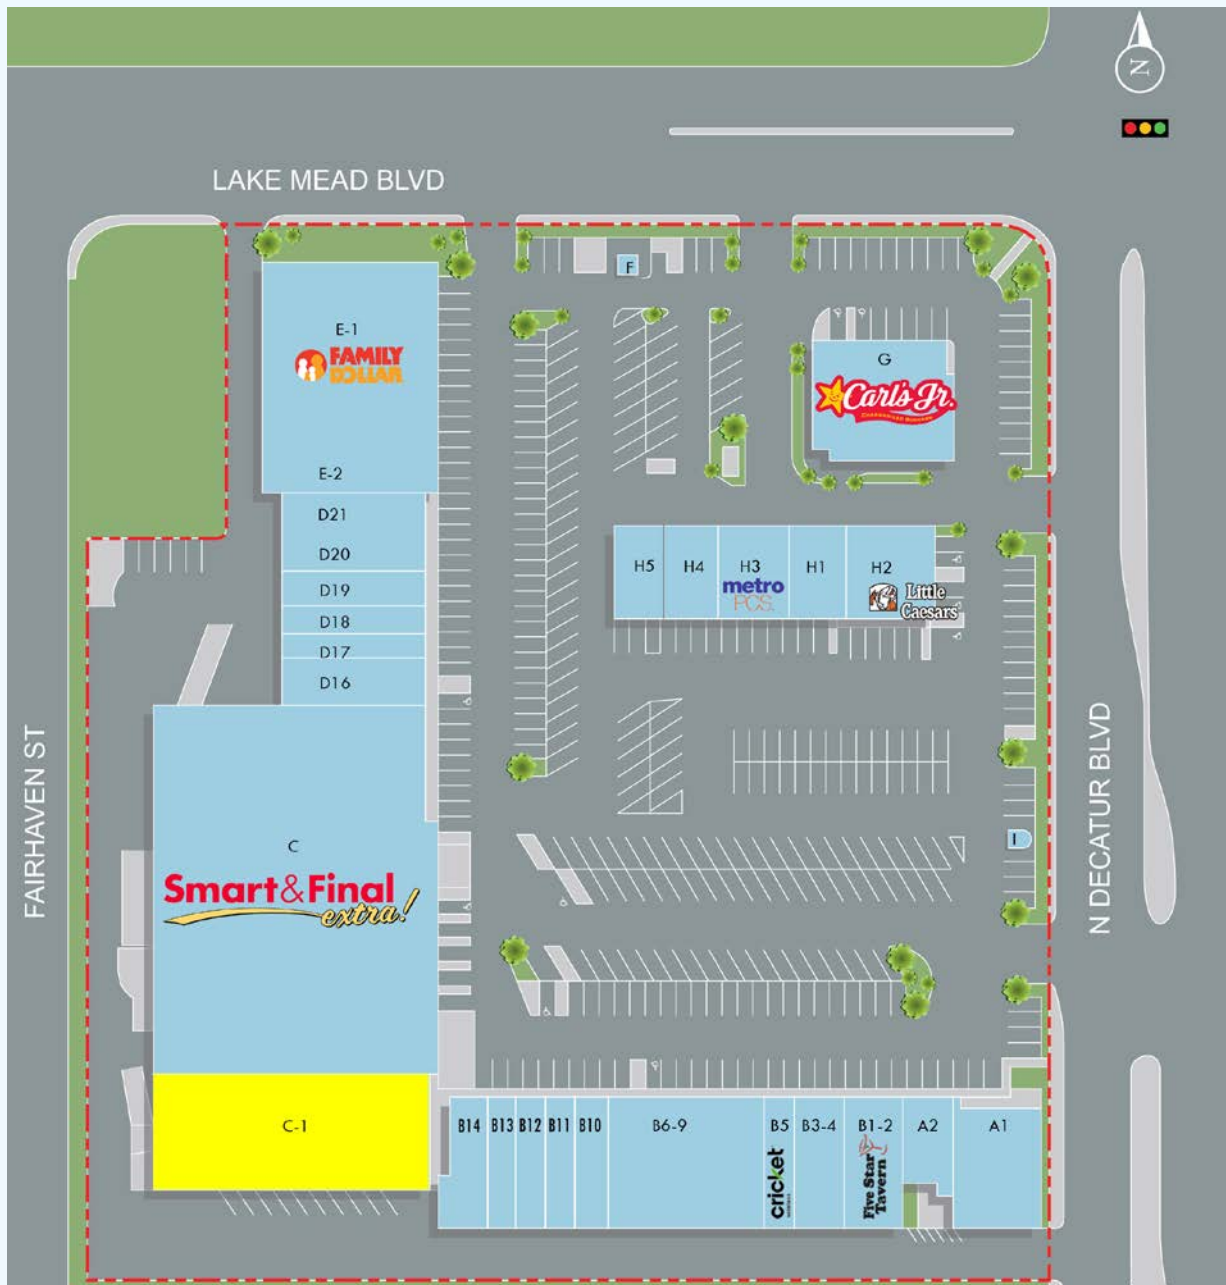 N
LAKE MEAD BLVD
F
E-1
FAMILY
DOLLAR
G
Carl's Jr.
E-2
D21
D20
D19
D18
D17
D16
H5
H4
H3
metro
PCS.
H1
H2
Little
Caesars
FAIRHAVEN ST
N DECATUR BLVD
I
C
Smart&Final
extra!
C-1
B14
B13
B12
B11
B10
B6-9
B5
cricket
B3-4
B1-2
Five Star
Tavern
A2
A1